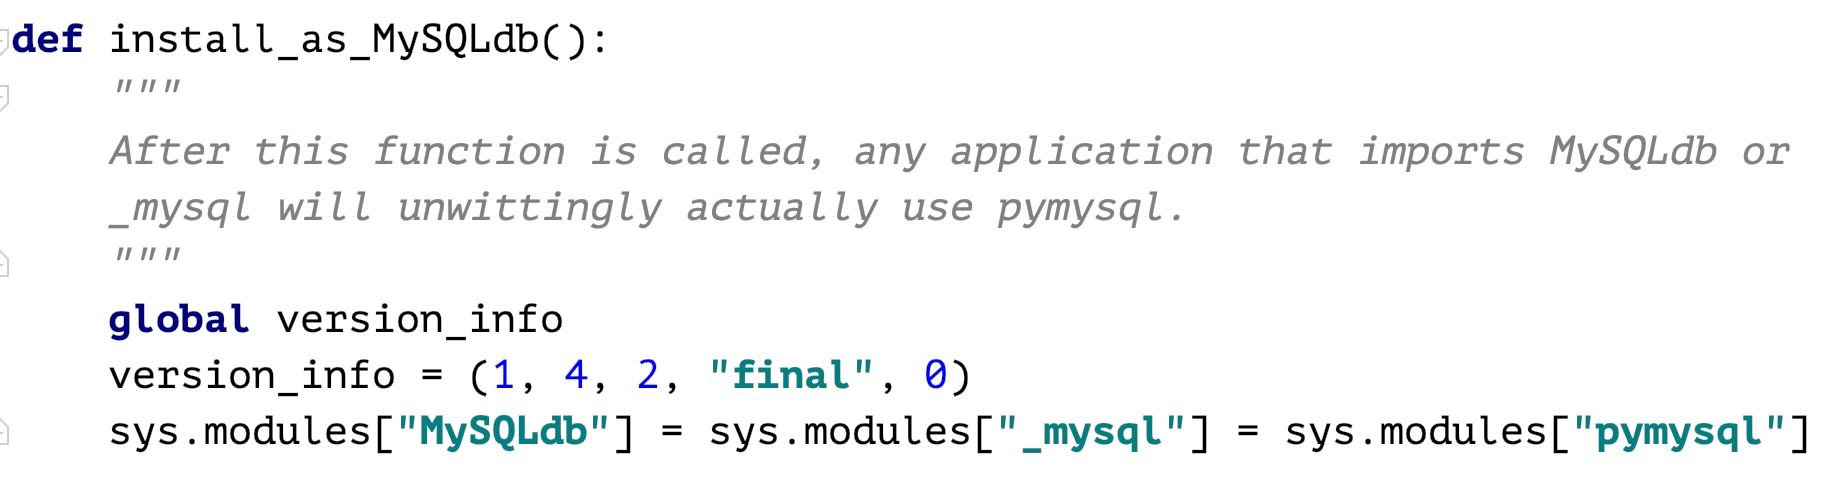 def install_as_MySQLdb():
    """
    After this function is called, any application that imports MySQLdb or
    _mysql will unwittingly actually use pymysql.
    """
    global version_info
    version_info = (1, 4, 2, "final", 0)
    sys.modules["MySQLdb"] = sys.modules["_mysql"] = sys.modules["pymysql"]